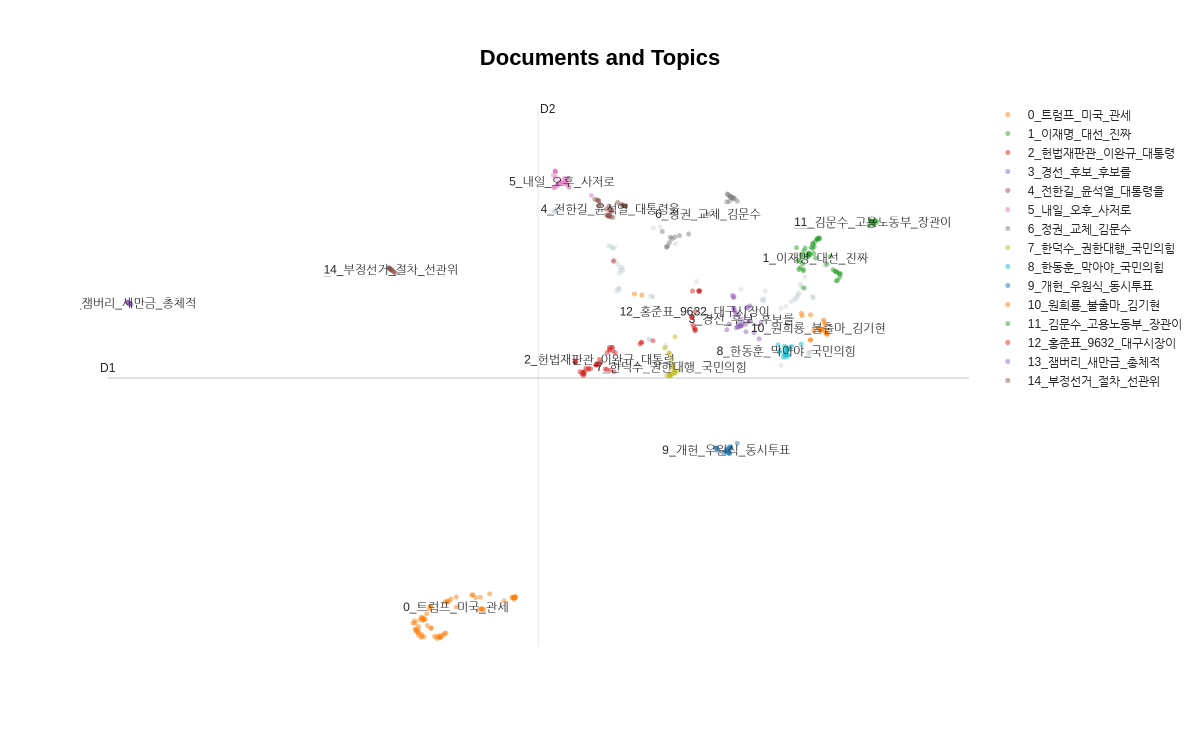 Documents and Topics
D2
5_내일_오후_사저로
4_전한길_윤석열_대통령을
6_정권_교체_김문수
11_김문수_고용노동부_장관이
1_이재명_대선_진짜
14_부정선거_절차_선관위
잼버리_새만금_총체적
12_홍준표_9632_대구시장이
3_경선_후보_후보를
10_원희룡_불출마_김기현
8_한동훈_막아야_국민의힘
2_헌법재판관_이완규_대통령
7_한덕수_권한대행_국민의힘
D1
9_개헌_우원식_동시투표
0_트럼프_미국_관세
0_트럼프_미국_관세
1_이재명_대선_진짜
2_헌법재판관_이완규_대통령
3_경선_후보_후보를
4_전한길_윤석열_대통령을
5_내일_오후_사저로
6_정권_교체_김문수
7_한덕수_권한대행_국민의힘
8_한동훈_막아야_국민의힘
9_개헌_우원식_동시투표
10_원희룡_불출마_김기현
11_김문수_고용노동부_장관이
12_홍준표_9632_대구시장이
13_잼버리_새만금_총체적
14_부정선거_절차_선관위